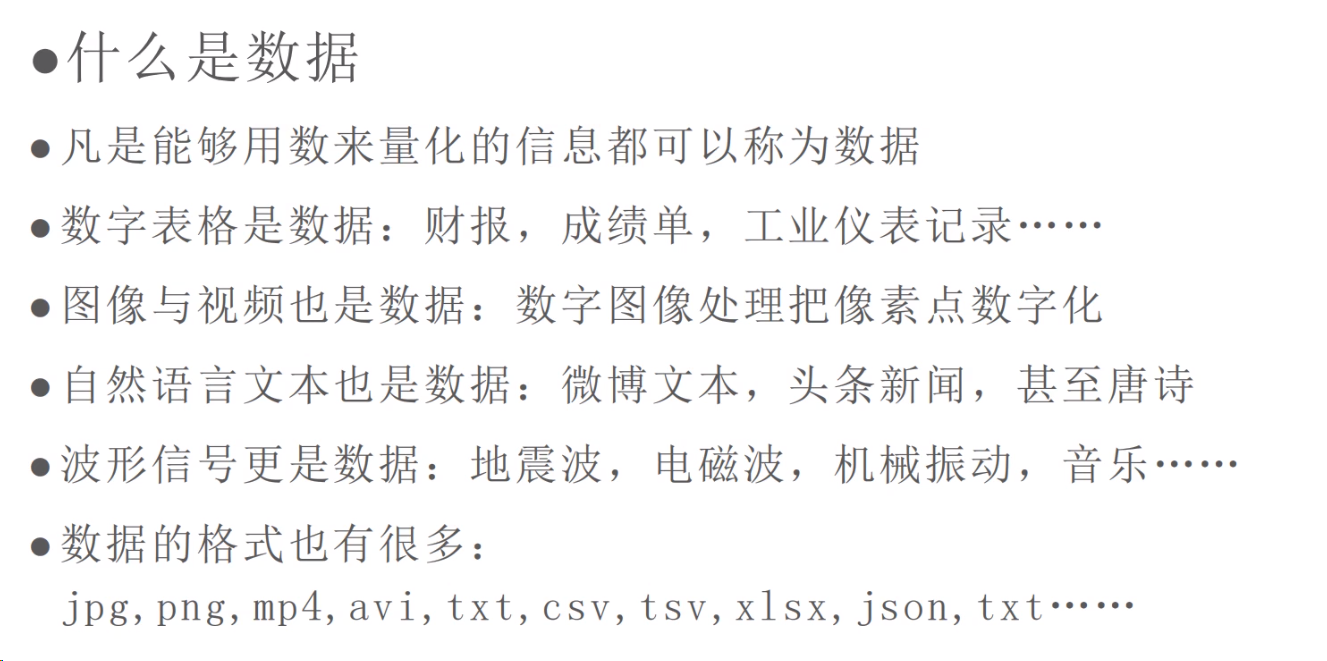 ●什么是数据
●凡是能够用数来量化的信息都可以称为数据
●数字表格是数据：财报，成绩单，工业仪表记录……
●图像与视频也是数据：数字图像处理把像素点数字化
●自然语言文本也是数据：微博文本，头条新闻，甚至唐诗
●波形信号更是数据：地震波，电磁波，机械振动，音乐……
●数据的格式也有很多：
jpg,png,mp4,avi,txt,csv,tsv,xlsx,json,txt……